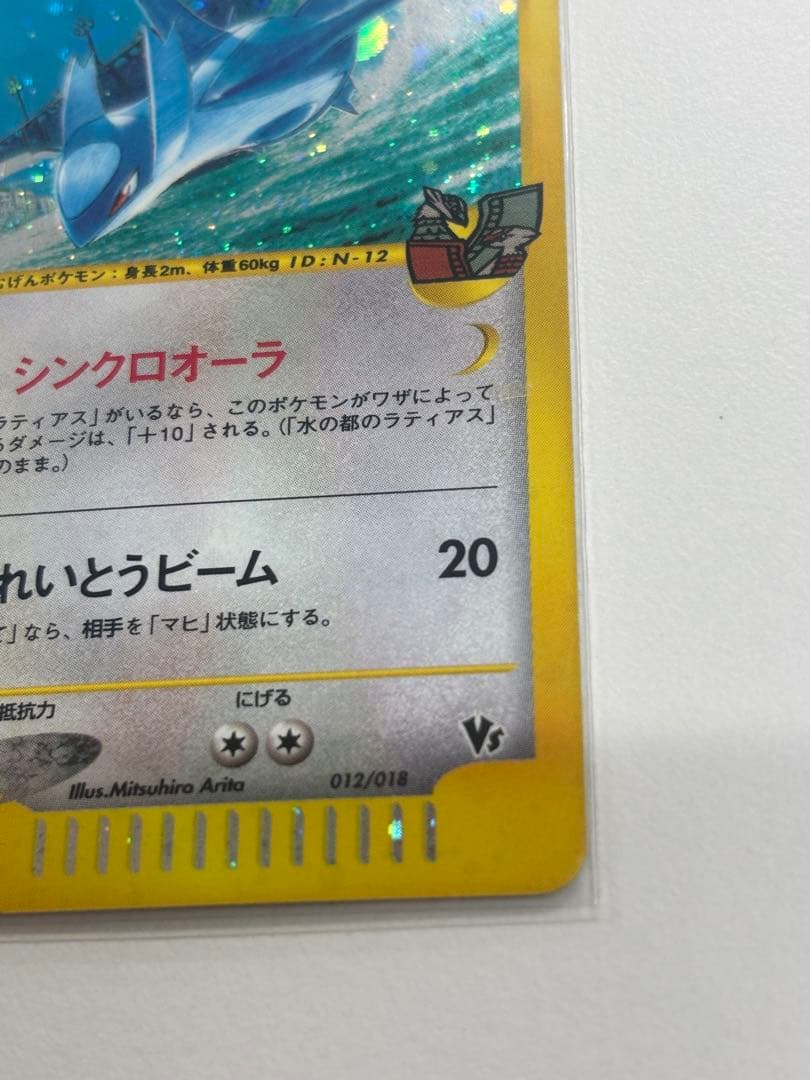 むげんポケモン：身長2m、体重60kg ID：N-12
シンクロオーラ
ラティアス」がいるなら、このポケモンがワザによって
るダメージは、「＋10」される。（「水の都のラティアス」
のまま。）
れいとうビーム 20
て」なら、相手を「マヒ」状態にする。
抵抗力 にげる
Illus.Mitsuhiro Arita 012/018 Vs